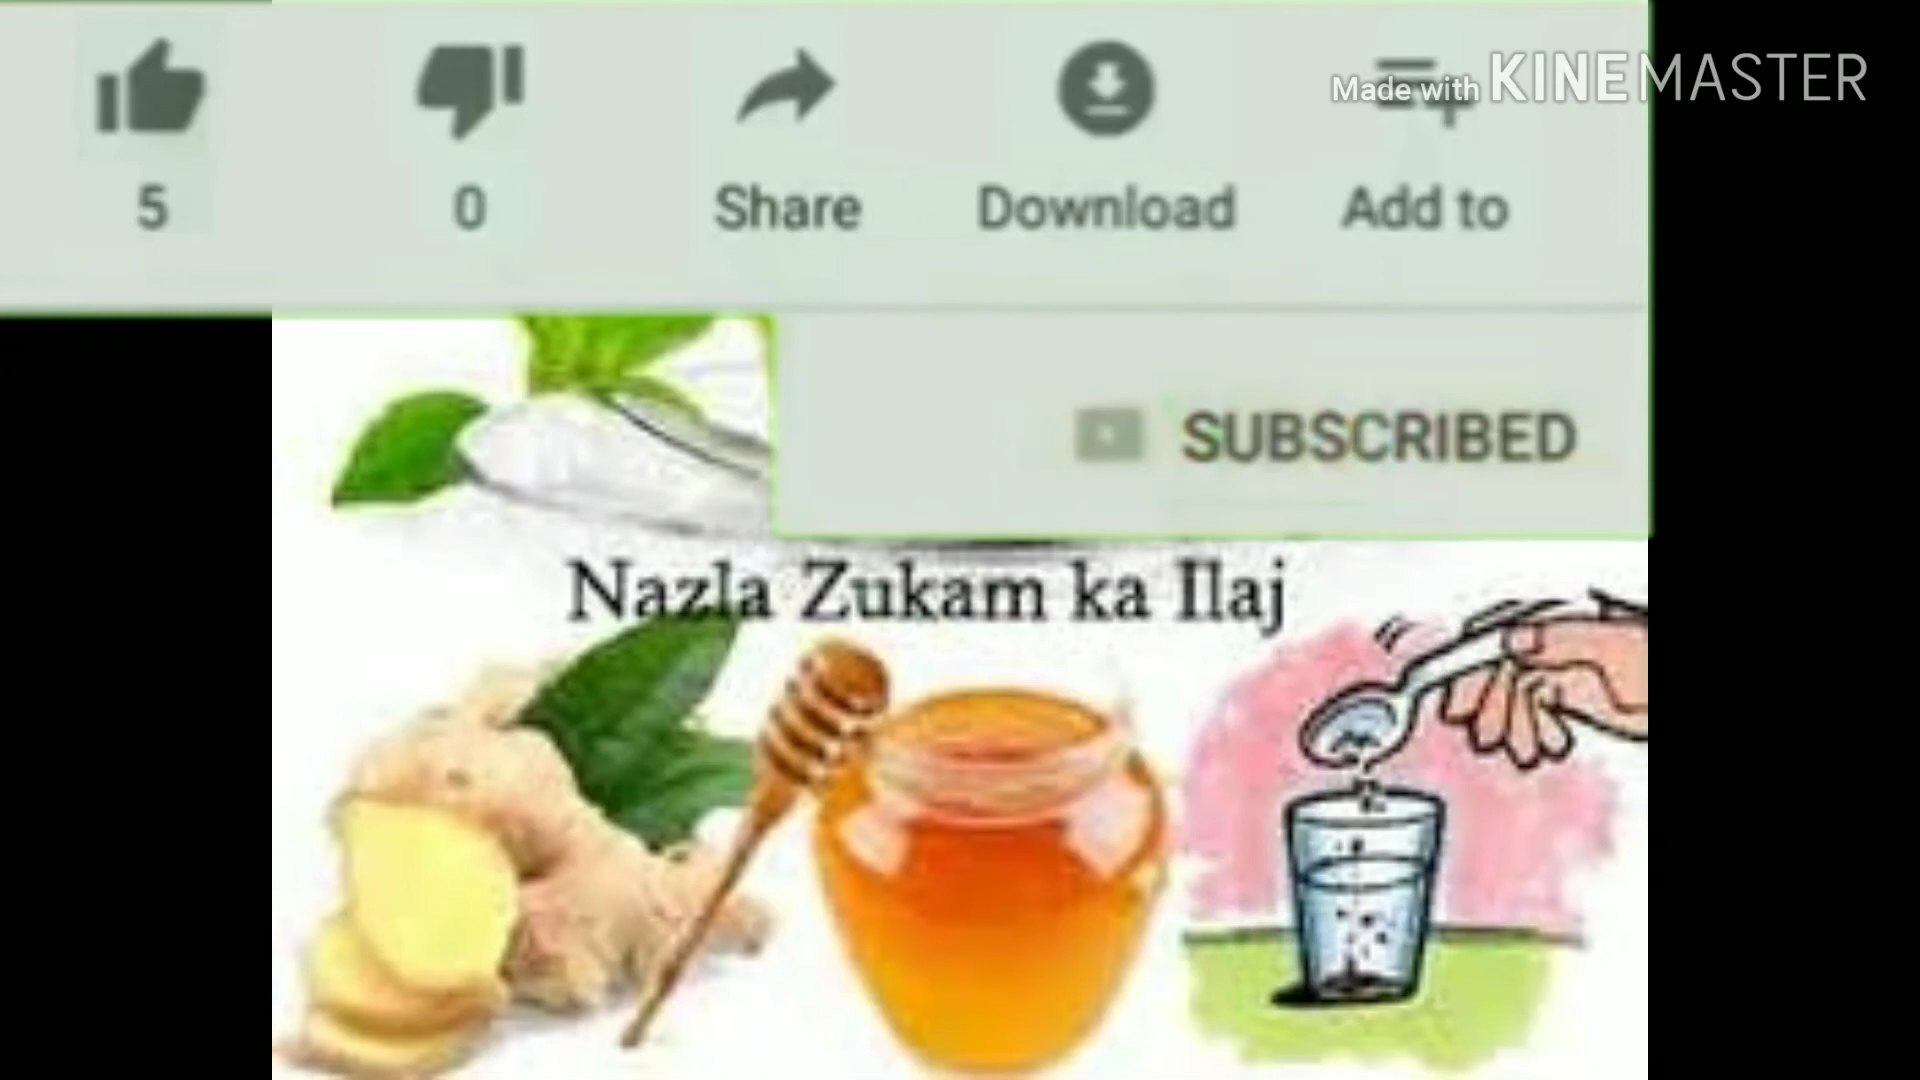 Made with KINEMASTER
5 0 Share Download Add to
SUBSCRIBED
Nazla Zukam ka Ilaj